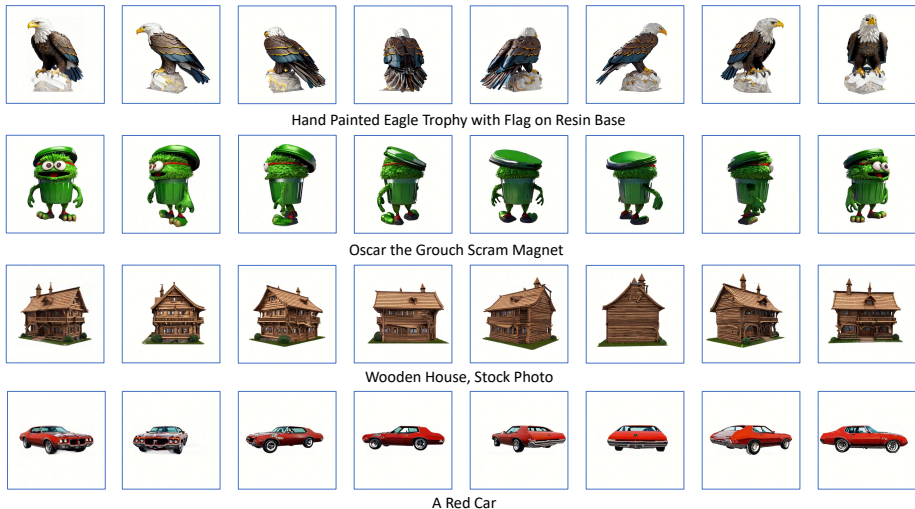 Hand Painted Eagle Trophy with Flag on Resin Base
Oscar the Grouch Scram Magnet
Wooden House, Stock Photo
A Red Car